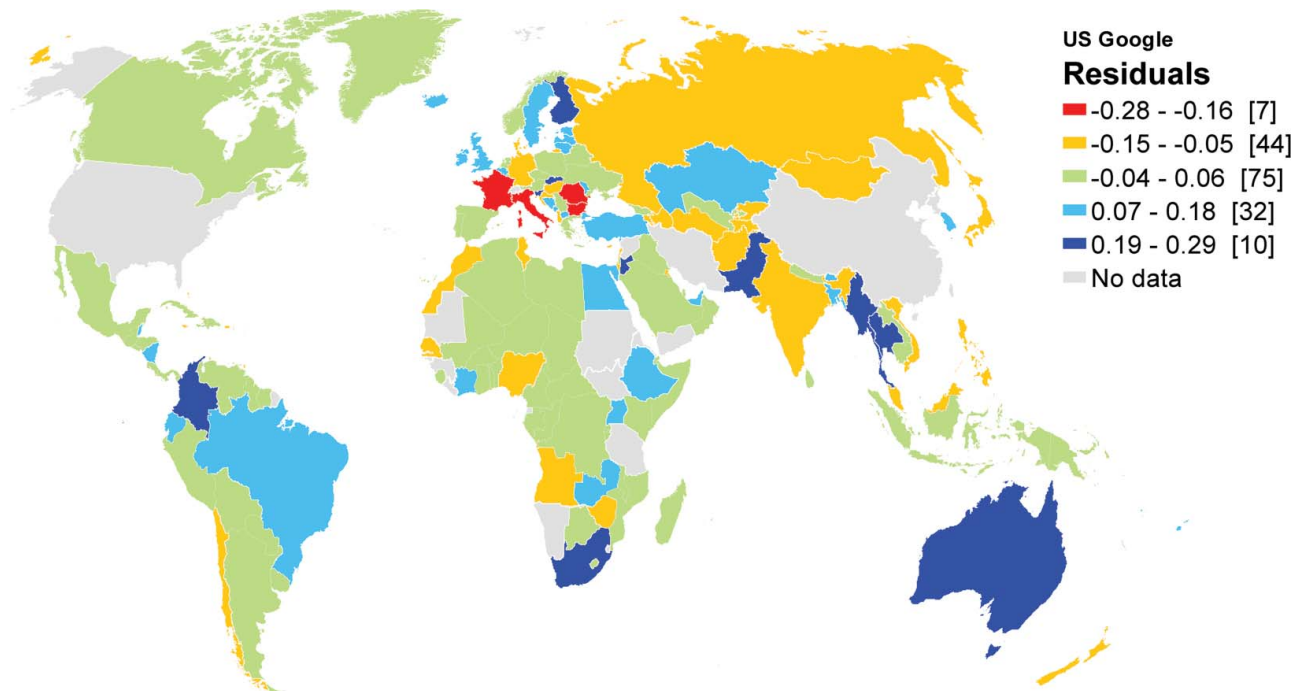 US Google
Residuals
-0.28 - -0.16 [7]
-0.15 - -0.05 [44]
-0.04 - 0.06 [75]
0.07 - 0.18 [32]
0.19 - 0.29 [10]
No data